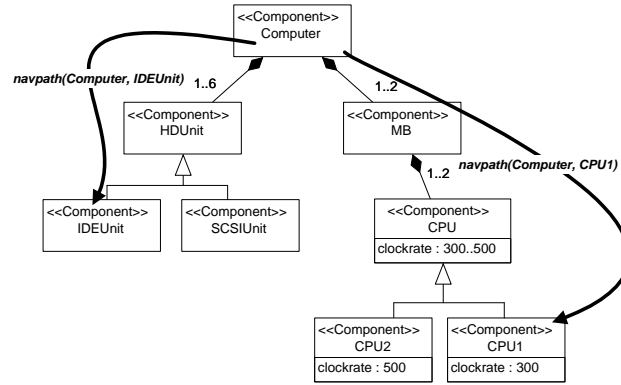 <<Component>>
Computer
navpath(Computer, IDEUnit)
1..6
1..2
<<Component>>
HDUnit
<<Component>>
MB
navpath(Computer, CPU1)
1..2
<<Component>>
IDEUnit
<<Component>>
SCSIUnit
<<Component>>
CPU
clockrate : 300..500
<<Component>>
CPU2
clockrate : 500
<<Component>>
CPU1
clockrate : 300